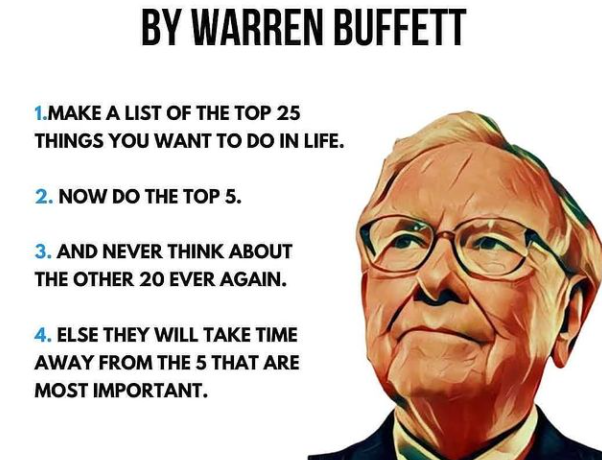 BY WARREN BUFFETT
1.MAKE A LIST OF THE TOP 25
THINGS YOU WANT TO DO IN LIFE.
2. NOW DO THE TOP 5.
3. AND NEVER THINK ABOUT
THE OTHER 20 EVER AGAIN.
4. ELSE THEY WILL TAKE TIME
AWAY FROM THE 5 THAT ARE
MOST IMPORTANT.